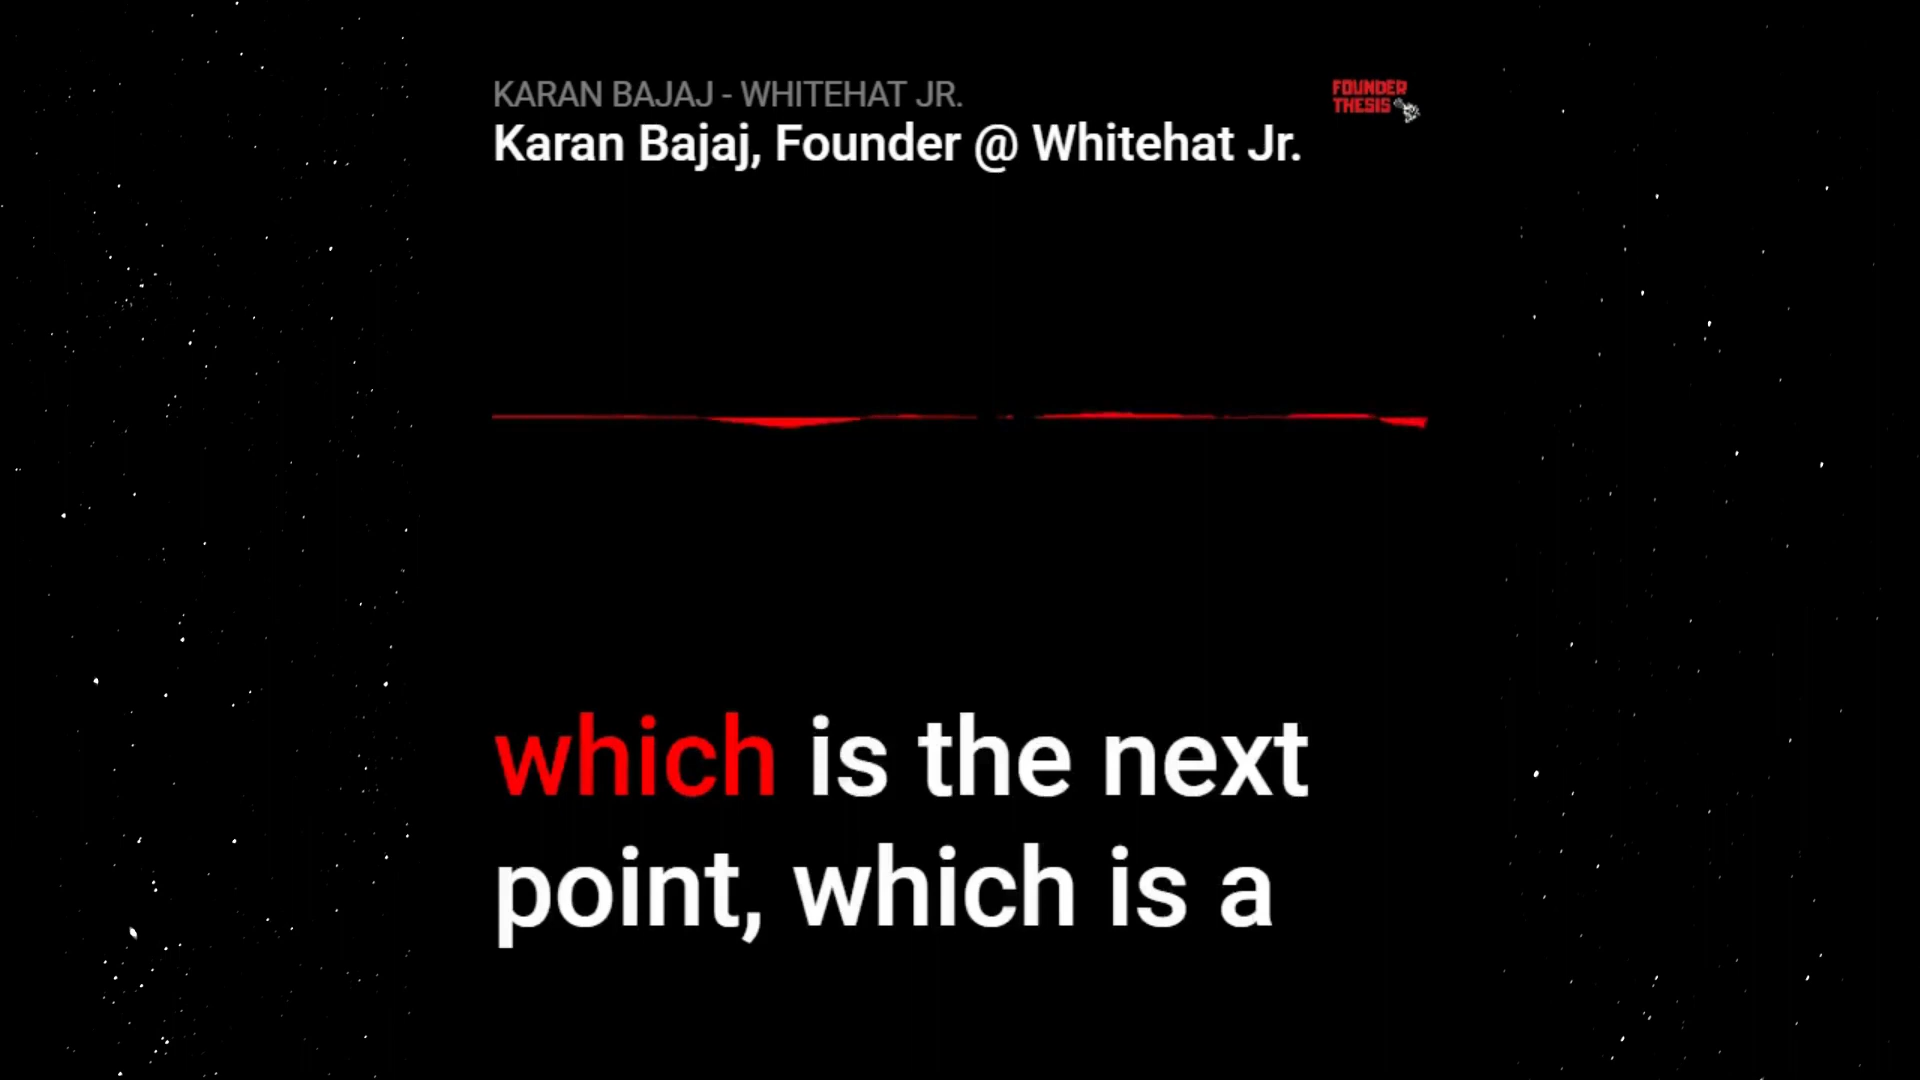 KARAN BAJAJ - WHITEHAT JR.
Karan Bajaj, Founder @ Whitehat Jr.
FOUNDER
THESIS
which is the next
point, which is a